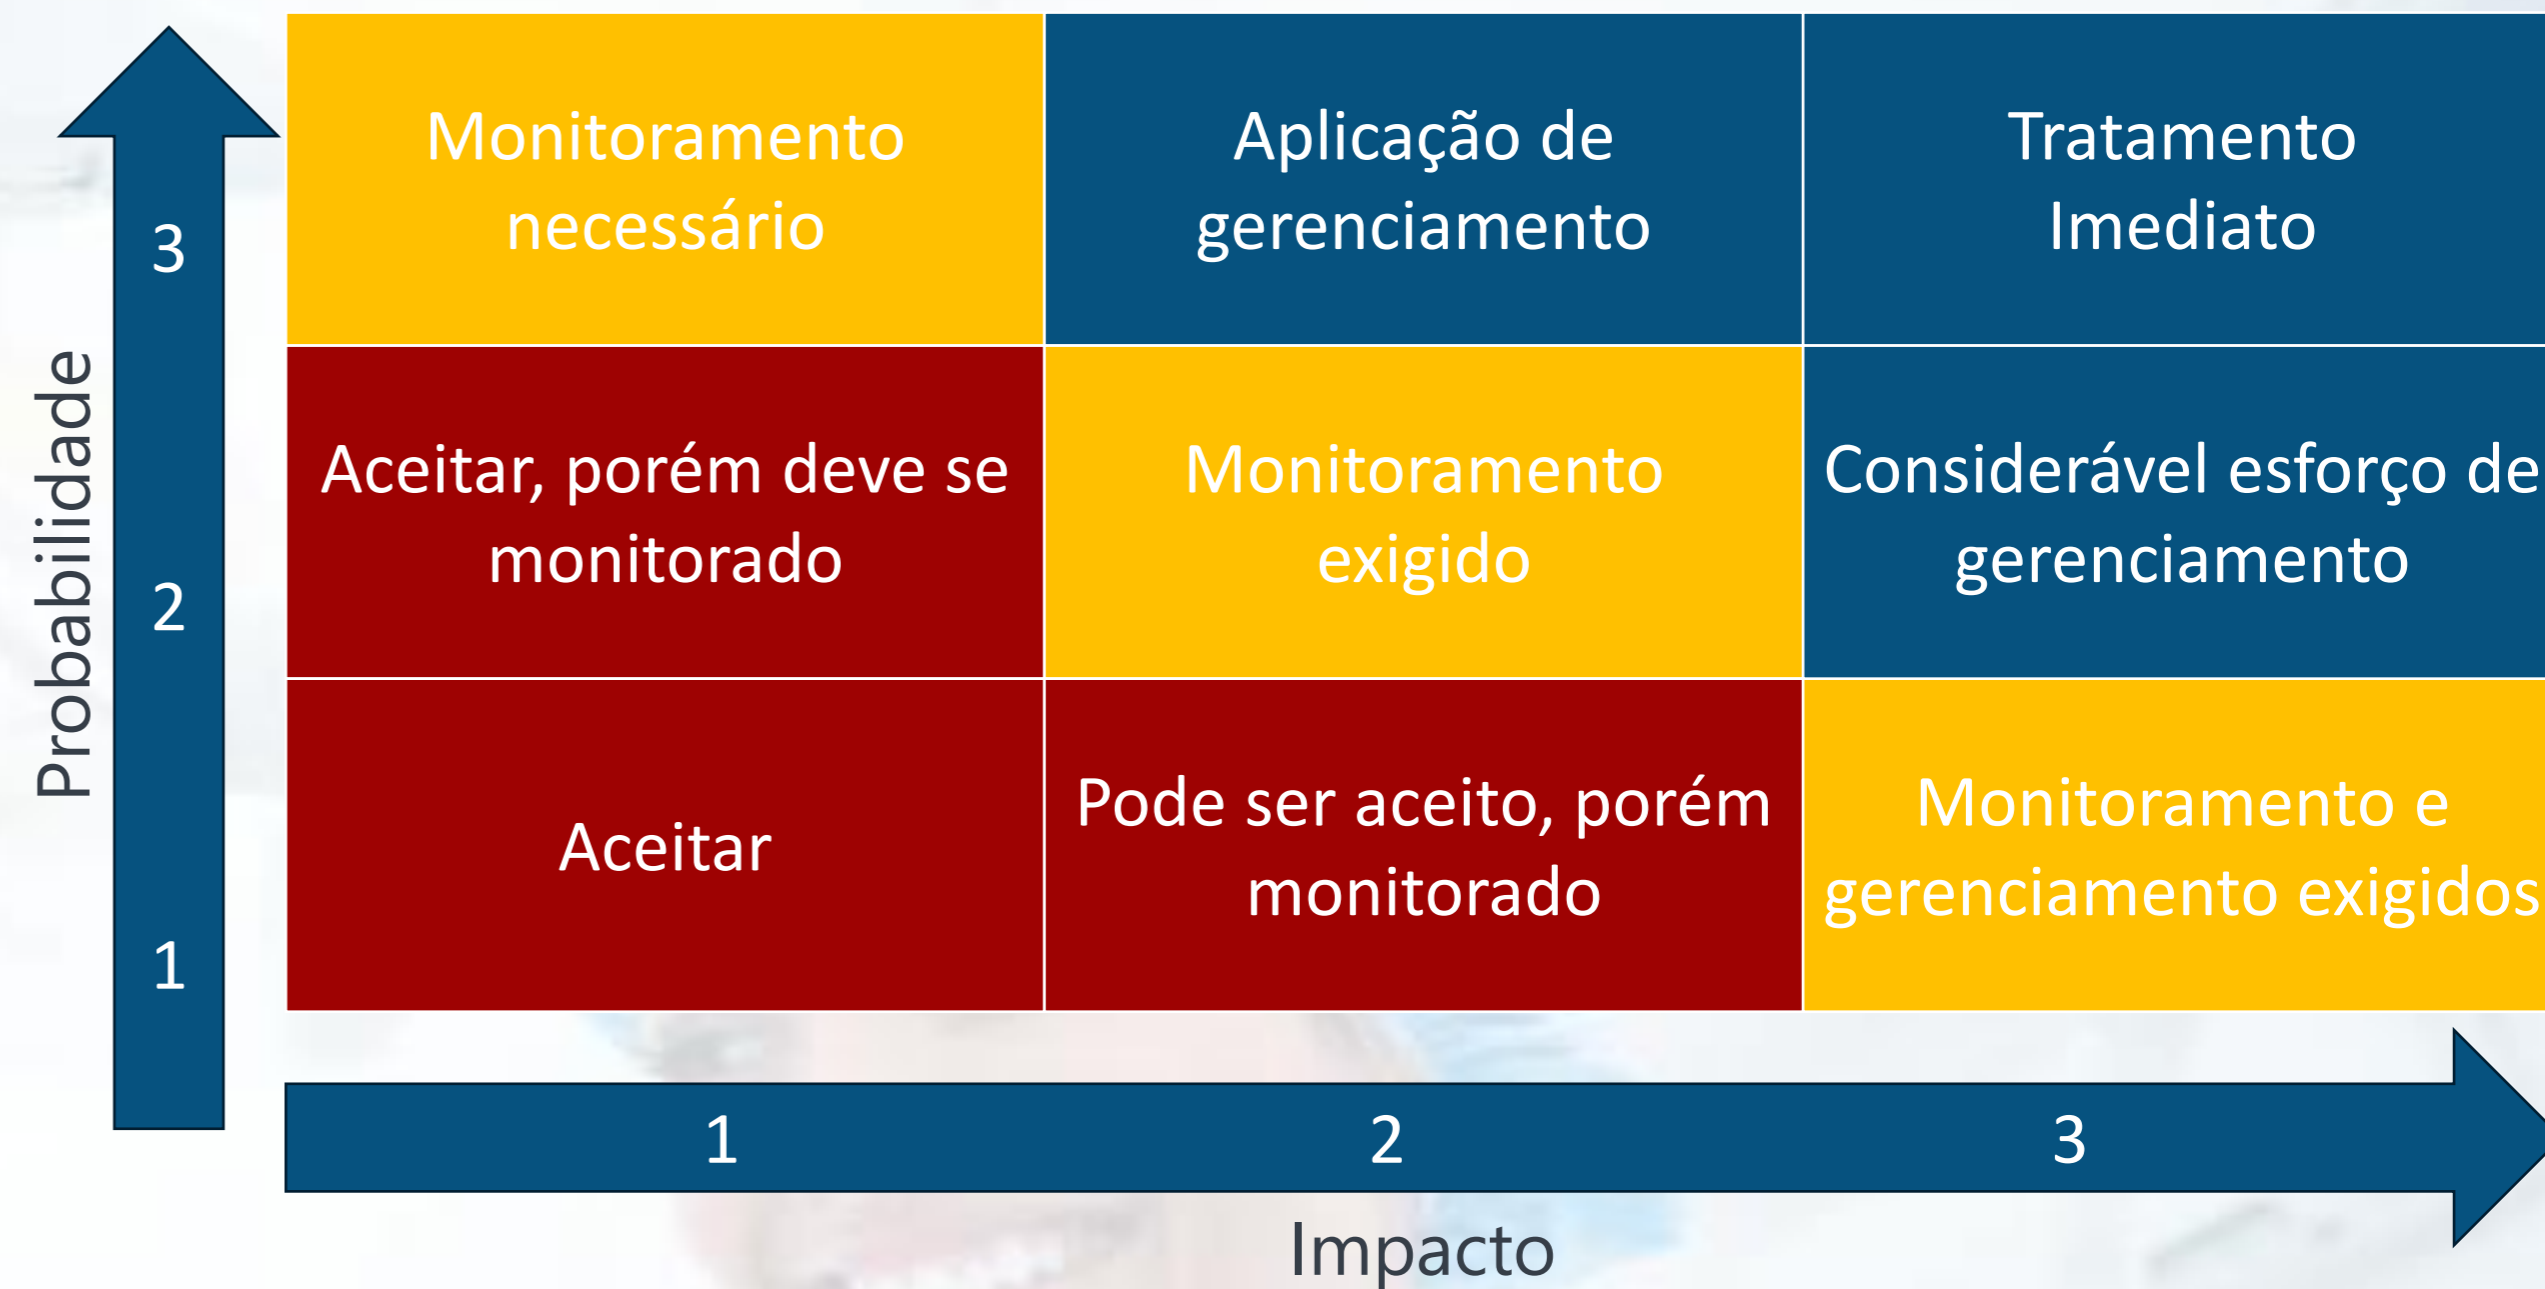 Probabilidade
3
Monitoramento
necessário
Aplicação de
gerenciamento
Tratamento
Imediato
2
Aceitar, porém deve se
monitorado
Monitoramento
exigido
Considerável esforço de
gerenciamento
1
Aceitar
Pode ser aceito, porém
monitorado
Monitoramento e
gerenciamento exigidos
1
2
3
Impacto